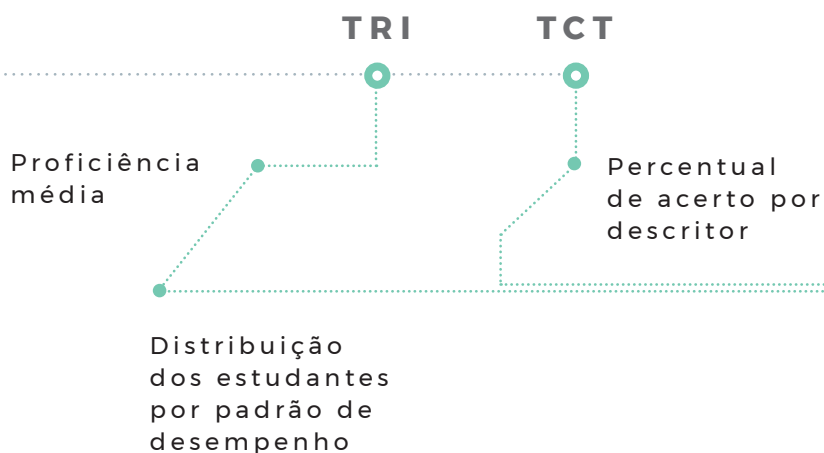 TRI
TCT
Proficiência
média
Percentual
de acerto por
descritor
Distribuição
dos estudantes
por padrão de
desempenho